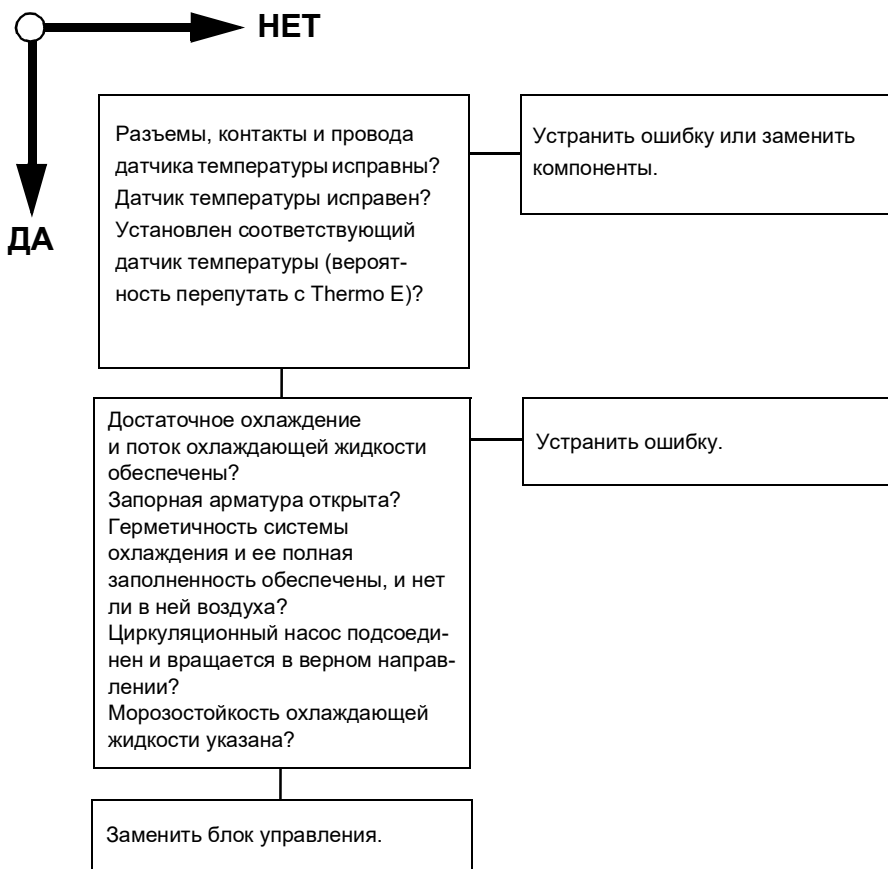 НЕТ
ДА
Разъемы, контакты и провода
датчика температуры исправны?
Датчик температуры исправен?
Установлен соответствующий
датчик температуры (вероят-
ность перепутать с Thermo E)?
Устранить ошибку или заменить
компоненты.
Достаточное охлаждение
и поток охлаждающей жидкости
обеспечены?
Запорная арматура открыта?
Герметичность системы
охлаждения и ее полная
заполненность обеспечены, и нет
ли в ней воздуха?
Циркуляционный насос подсоеди-
нен и вращается в верном направ-
лении?
Морозостойкость охлаждающей
жидкости указана?
Устранить ошибку.
Заменить блок управления.